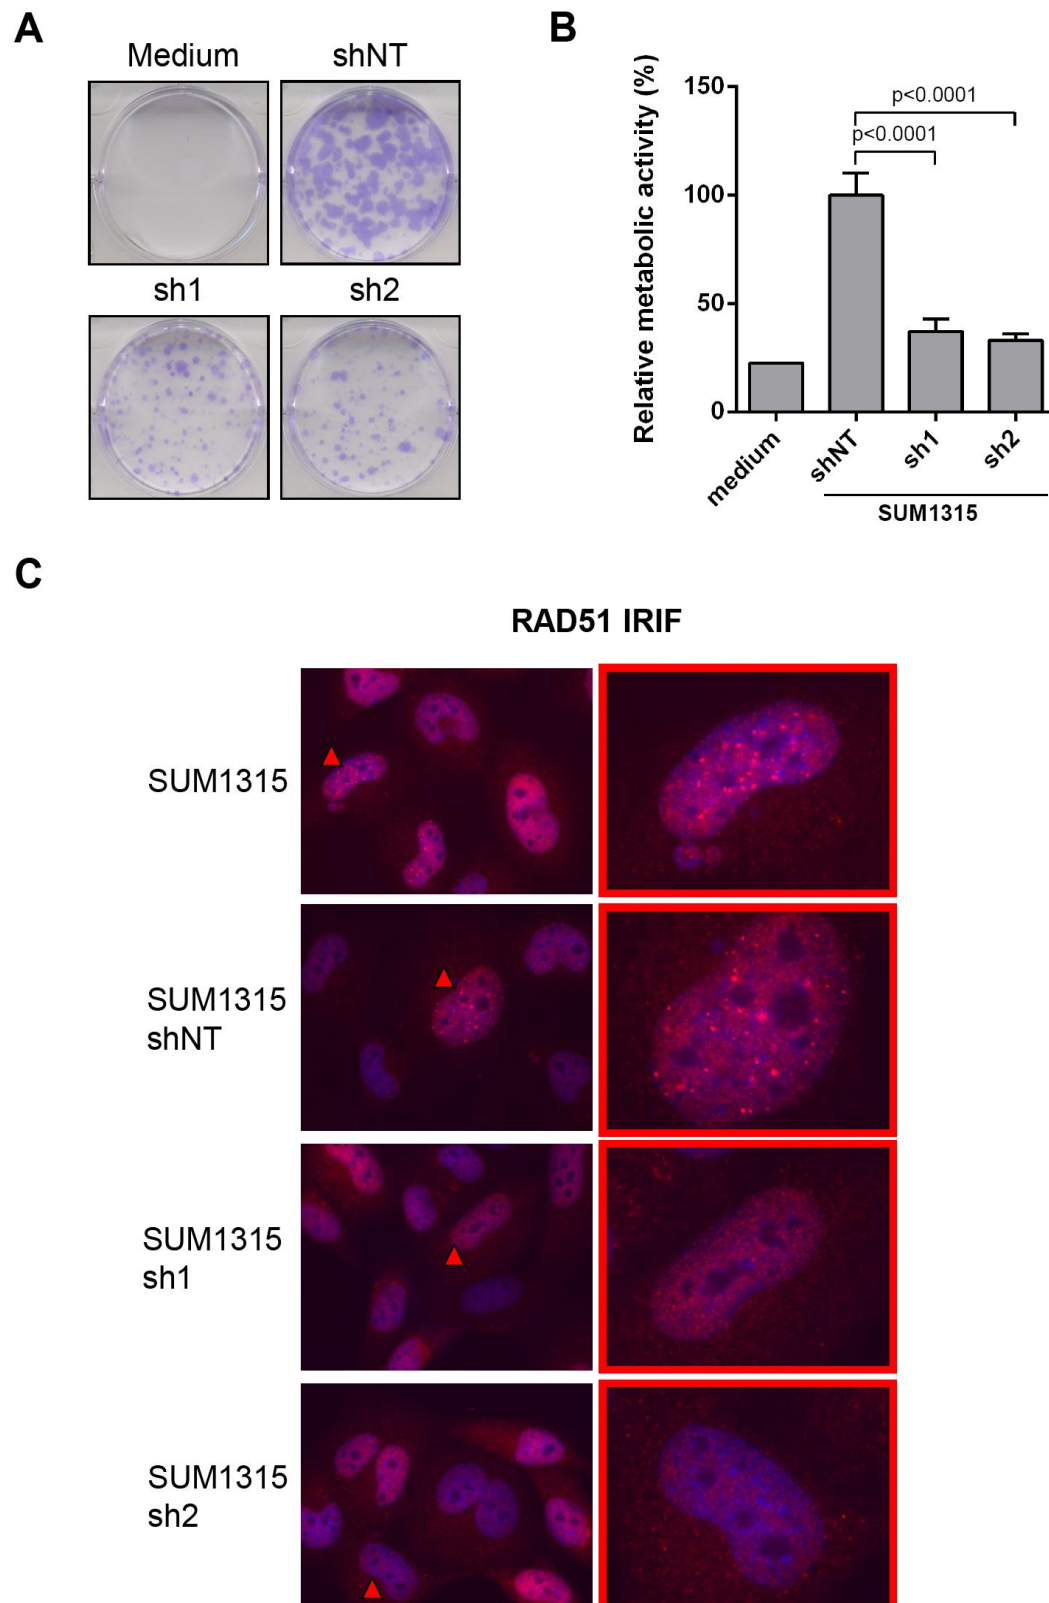 A
Medium
shNT
sh1
sh2
B
Relative metabolic activity (%)
150
100
50
0
p<0.0001
p<0.0001
medium
shNT
sh1
sh2
SUM1315
C
RAD51 IRIF
SUM1315
SUM1315
shNT
SUM1315
sh1
SUM1315
sh2